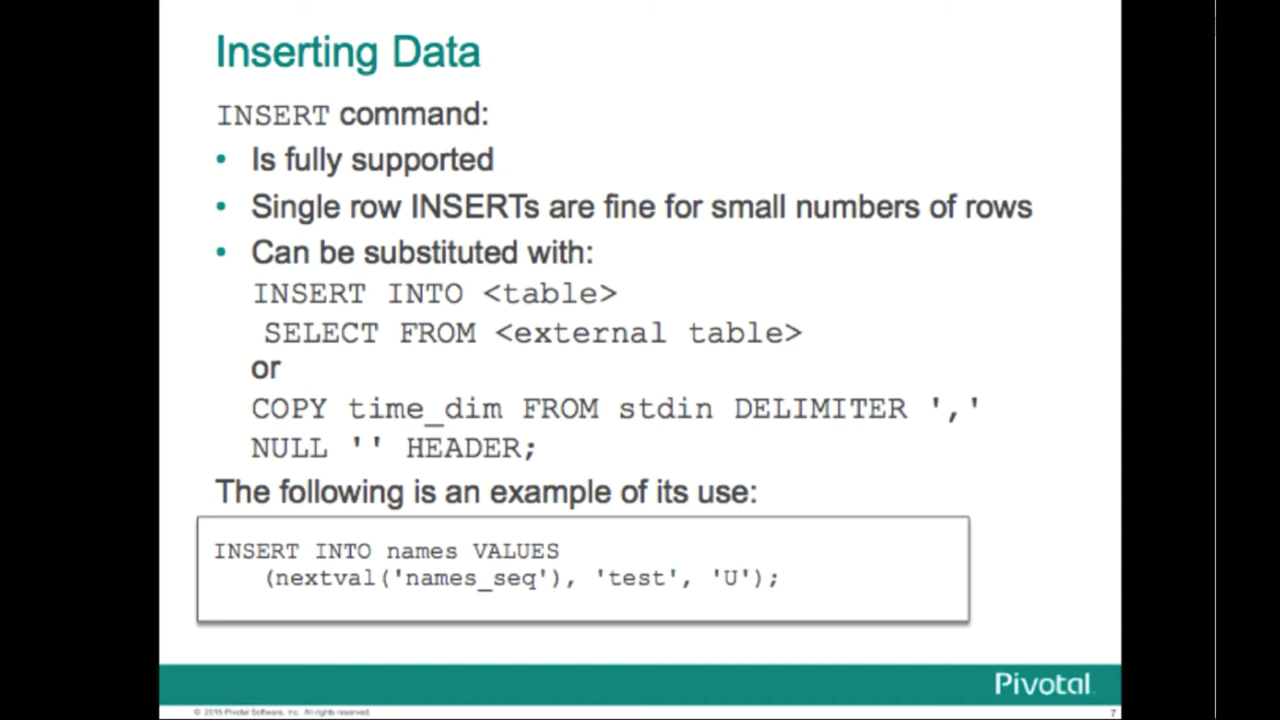 Inserting Data
INSERT command:
• Is fully supported
• Single row INSERTs are fine for small numbers of rows
• Can be substituted with:
INSERT INTO <table>
SELECT FROM <external table>
or
COPY time_dim FROM stdin DELIMITER ','
NULL '' HEADER;
The following is an example of its use:
INSERT INTO names VALUES
(nextval('names_seq'), 'test', 'U');
Pivotal
© 2015 Pivotal Software, Inc. All rights reserved.
7